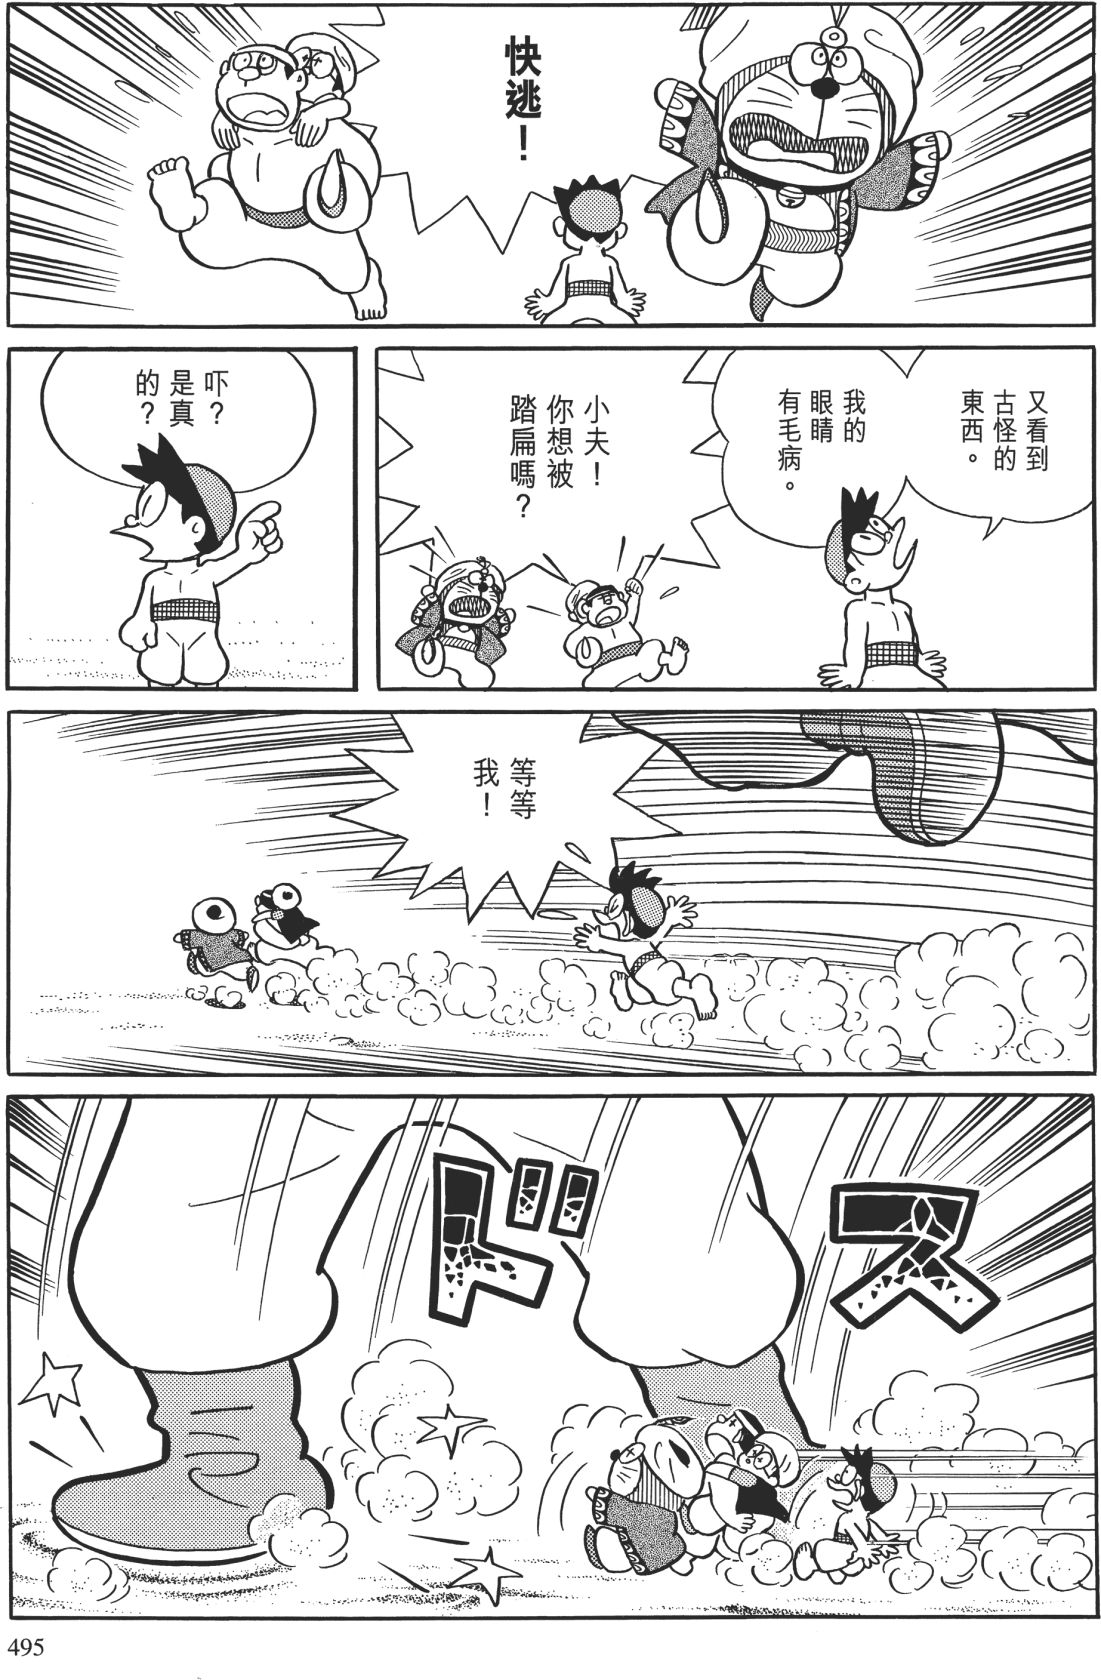 快逃！
又看到
古怪的
東西。
我的
眼睛
有毛病。
小夫！
你想被
踏扁嗎？
吓？
是真
的？
等等
我！
ドス
495